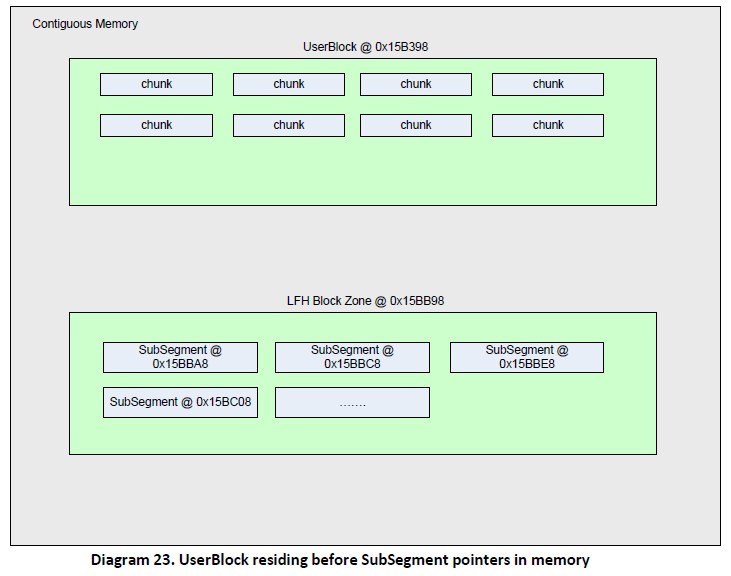 Contiguous Memory
UserBlock @ 0x15B398
chunk chunk chunk chunk
chunk chunk chunk chunk
LFH Block Zone @ 0x15BB98
SubSegment @ SubSegment @ SubSegment @
0x15BBA8 0x15BBC8 0x15BBE8
SubSegment @ 0x15BC08 .......
Diagram 23. UserBlock residing before SubSegment pointers in memory